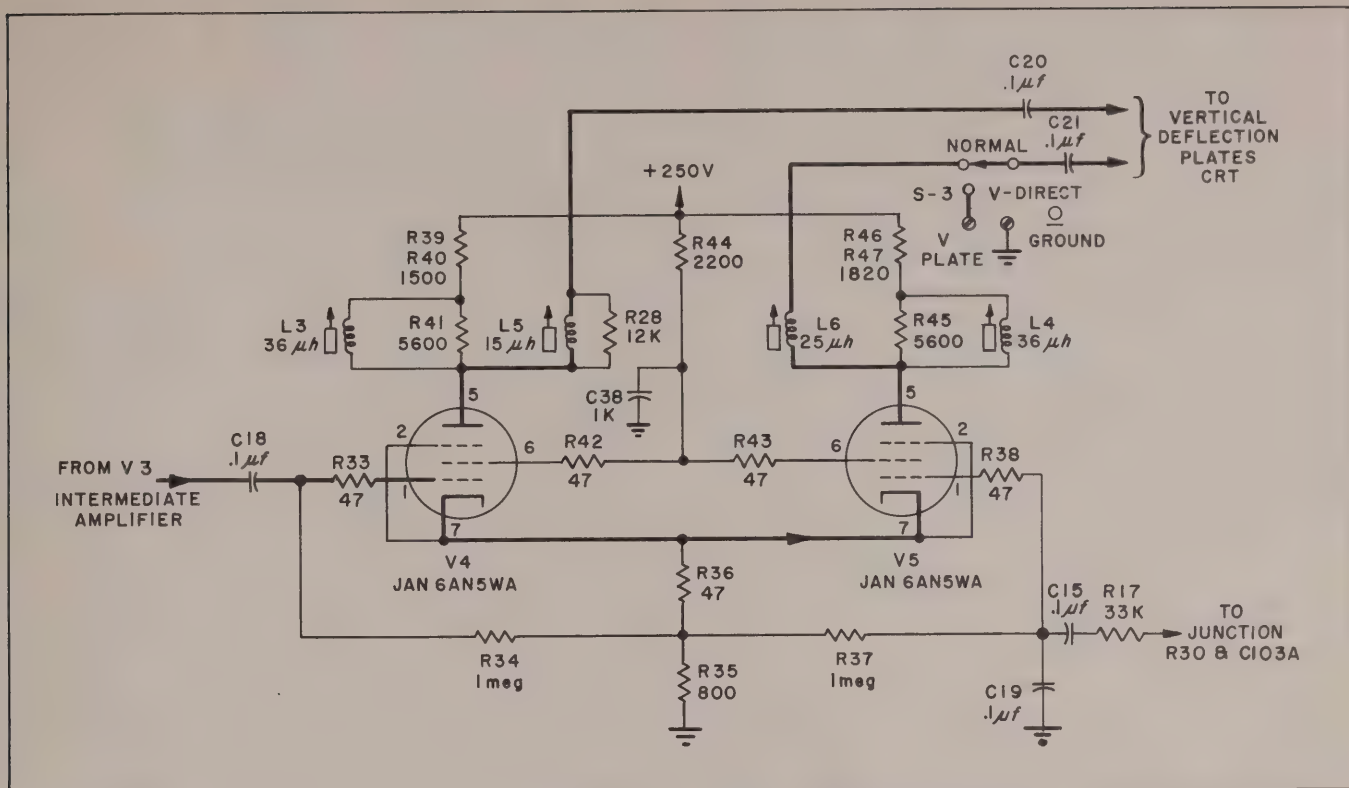 C20
.1µf
TO
VERTICAL
DEFLECTION
PLATES
CRT
C21
.1µf
NORMAL
+250V
S-3
V-DIRECT
V
PLATE
GROUND
R39
R40
1500
R44
2200
R46
R47
1820
L3
36µh
R41
5600
L5
15µh
R28
12K
L6
25µh
R45
5600
L4
36µh
C38
1K
5
5
C18
.1µf
2
6
R42
47
R43
47
6
2
R38
47
FROM V3
INTERMEDIATE
AMPLIFIER
R33
47
1
1
7
7
V4
JAN 6AN5WA
V5
JAN 6AN5WA
R36
47
C15
.1µf
R17
33K
TO
JUNCTION
R30 & C103A
R34
1meg
R35
800
R37
1meg
C19
.1µf